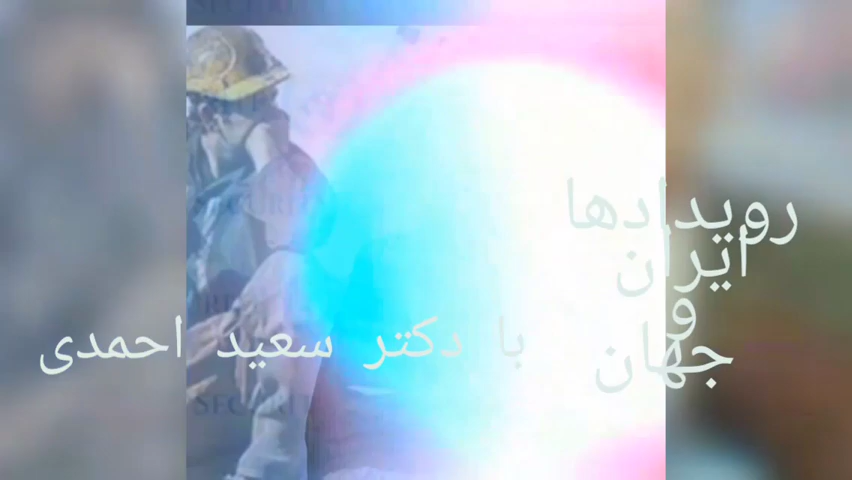 رویدادها
ایران
و
جهان
با دکتر سعید احمدی